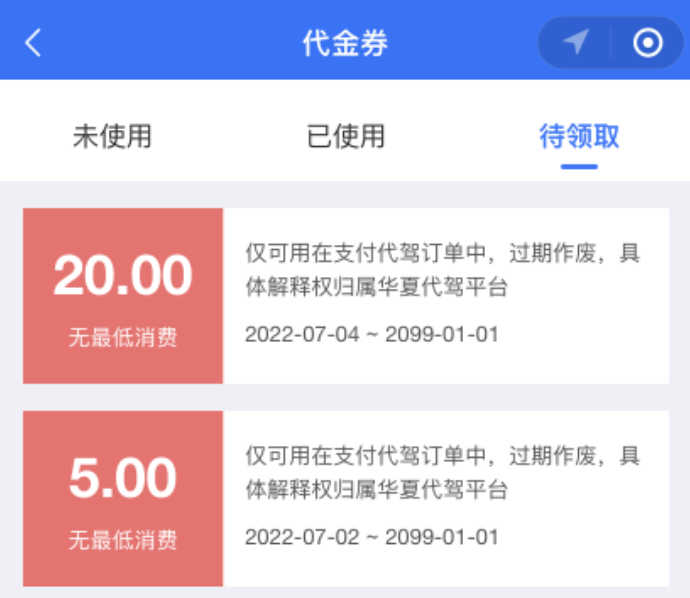 代金券
未使用
已使用
待领取
20.00
无最低消费
仅可用在支付代驾订单中，过期作废，具
体解释权归属华夏代驾平台
2022-07-04 ~ 2099-01-01
5.00
无最低消费
仅可用在支付代驾订单中，过期作废，具
体解释权归属华夏代驾平台
2022-07-02 ~ 2099-01-01